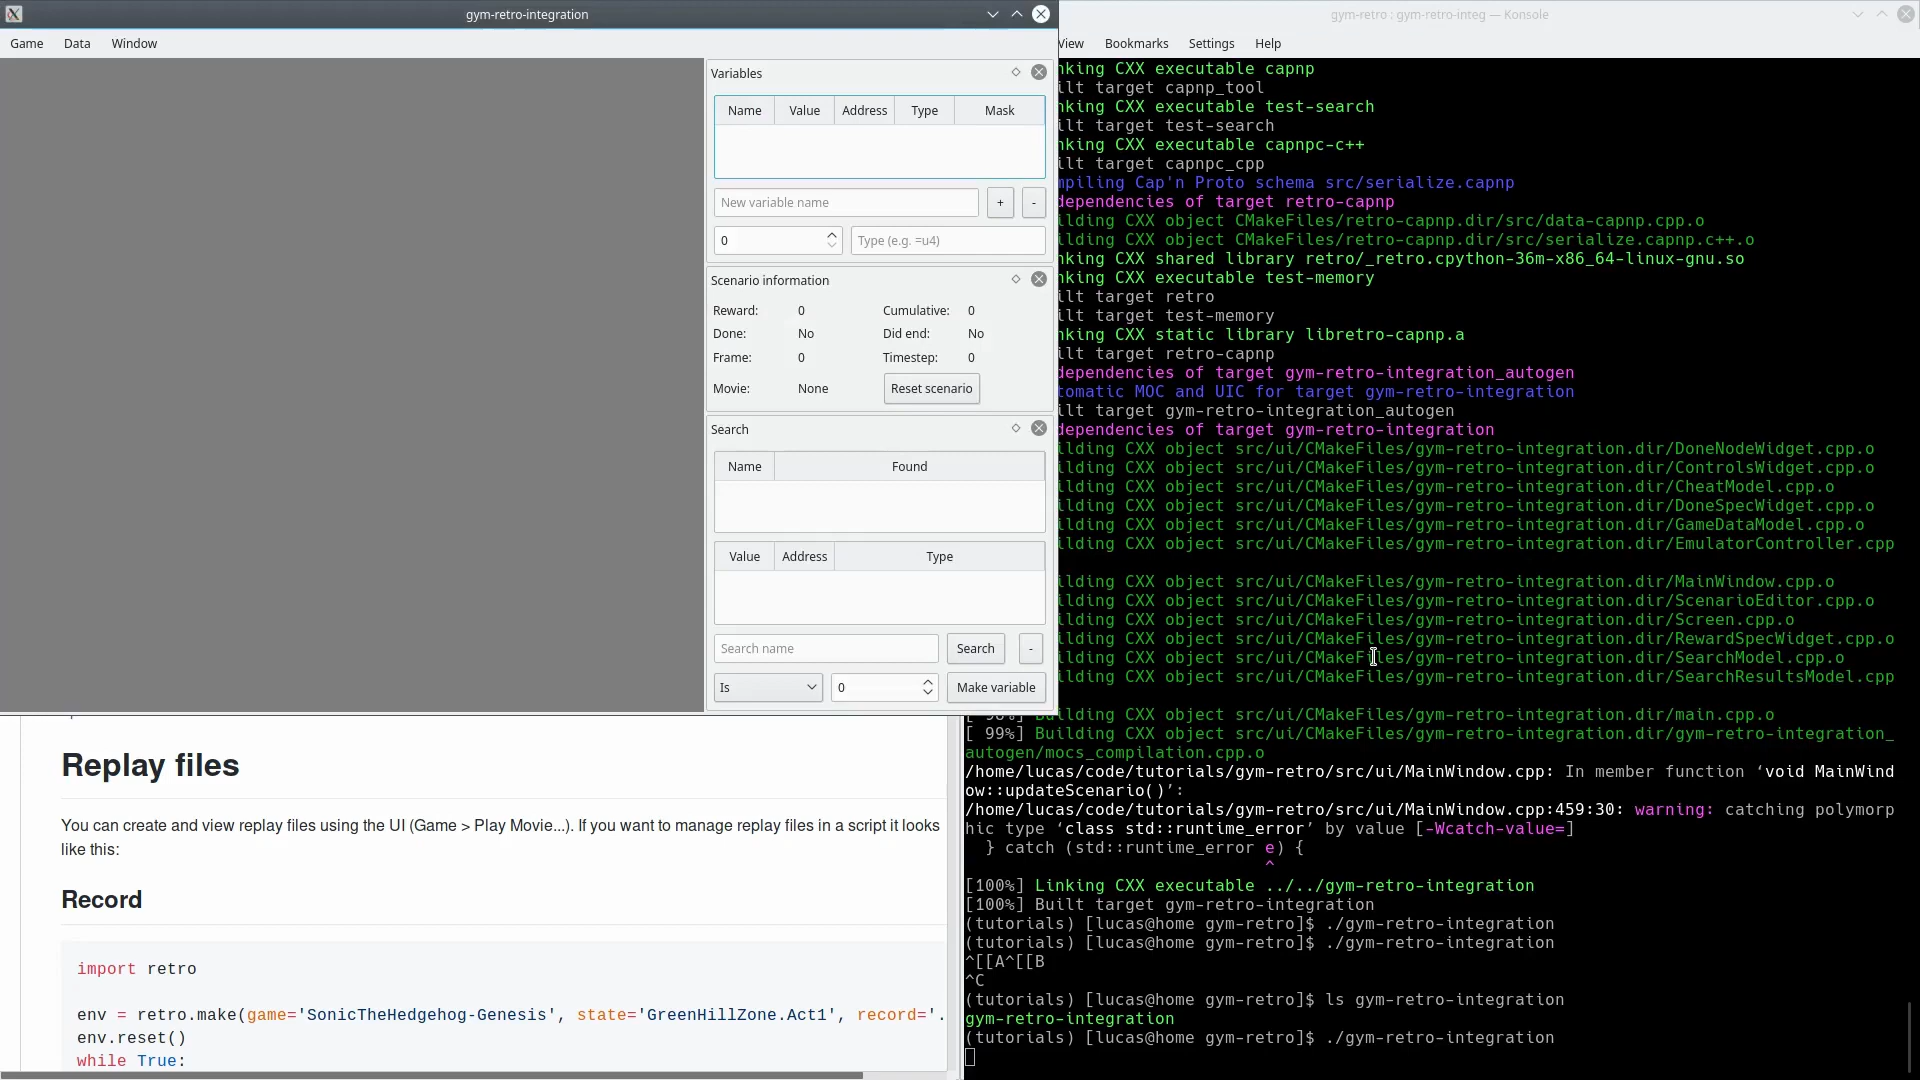 gym-retro-integration
Game Data Window
Variables
Name Value Address Type Mask
New variable name + -
0 Type (e.g. =u4)
Scenario information
Reward: 0 Cumulative: 0
Done: No Did end: No
Frame: 0 Timestep: 0
Movie: None Reset scenario
Search
Name Found
Value Address Type
Search name Search -
Is 0 Make variable
Replay files
You can create and view replay files using the UI (Game > Play Movie...). If you want to manage replay files in a script it looks
like this:
Record
import retro
env = retro.make(game='SonicTheHedgehog-Genesis', state='GreenHillZone.Act1', record='.
env.reset()
while True:
gym-retro : gym-retro-integ — Konsole
View Bookmarks Settings Help
nking CXX executable capnp
ilt target capnp_tool
nking CXX executable test-search
ilt target test-search
nking CXX executable capnpc-c++
ilt target capnpc_cpp
mpiling Cap'n Proto schema src/serialize.capnp
dependencies of target retro-capnp
ilding CXX object CMakeFiles/retro-capnp.dir/src/data-capnp.cpp.o
ilding CXX object CMakeFiles/retro-capnp.dir/src/serialize.capnp.c++.o
nking CXX shared library retro/_retro.cpython-36m-x86_64-linux-gnu.so
nking CXX executable test-memory
ilt target retro
ilt target test-memory
nking CXX static library libretro-capnp.a
ilt target retro-capnp
dependencies of target gym-retro-integration_autogen
tomatic MOC and UIC for target gym-retro-integration
ilt target gym-retro-integration_autogen
dependencies of target gym-retro-integration
ilding CXX object src/ui/CMakeFiles/gym-retro-integration.dir/DoneNodeWidget.cpp.o
ilding CXX object src/ui/CMakeFiles/gym-retro-integration.dir/ControlsWidget.cpp.o
ilding CXX object src/ui/CMakeFiles/gym-retro-integration.dir/CheatModel.cpp.o
ilding CXX object src/ui/CMakeFiles/gym-retro-integration.dir/DoneSpecWidget.cpp.o
ilding CXX object src/ui/CMakeFiles/gym-retro-integration.dir/GameDataModel.cpp.o
ilding CXX object src/ui/CMakeFiles/gym-retro-integration.dir/EmulatorController.cpp
ilding CXX object src/ui/CMakeFiles/gym-retro-integration.dir/MainWindow.cpp.o
ilding CXX object src/ui/CMakeFiles/gym-retro-integration.dir/ScenarioEditor.cpp.o
ilding CXX object src/ui/CMakeFiles/gym-retro-integration.dir/Screen.cpp.o
ilding CXX object src/ui/CMakeFiles/gym-retro-integration.dir/RewardSpecWidget.cpp.o
ilding CXX object src/ui/CMakeFiles/gym-retro-integration.dir/SearchModel.cpp.o
ilding CXX object src/ui/CMakeFiles/gym-retro-integration.dir/SearchResultsModel.cpp
[ 98%] Building CXX object src/ui/CMakeFiles/gym-retro-integration.dir/main.cpp.o
[ 99%] Building CXX object src/ui/CMakeFiles/gym-retro-integration.dir/gym-retro-integration_
autogen/mocs_compilation.cpp.o
/home/lucas/code/tutorials/gym-retro/src/ui/MainWindow.cpp: In member function ‘void MainWind
ow::updateScenario()’:
/home/lucas/code/tutorials/gym-retro/src/ui/MainWindow.cpp:459:30: warning: catching polymorp
hic type ‘class std::runtime_error’ by value [-Wcatch-value=]
} catch (std::runtime_error e) {
^
[100%] Linking CXX executable ../../gym-retro-integration
[100%] Built target gym-retro-integration
(tutorials) [lucas@home gym-retro]$ ./gym-retro-integration
(tutorials) [lucas@home gym-retro]$ ./gym-retro-integration
^[[A^[[B
^C
(tutorials) [lucas@home gym-retro]$ ls gym-retro-integration
gym-retro-integration
(tutorials) [lucas@home gym-retro]$ ./gym-retro-integration